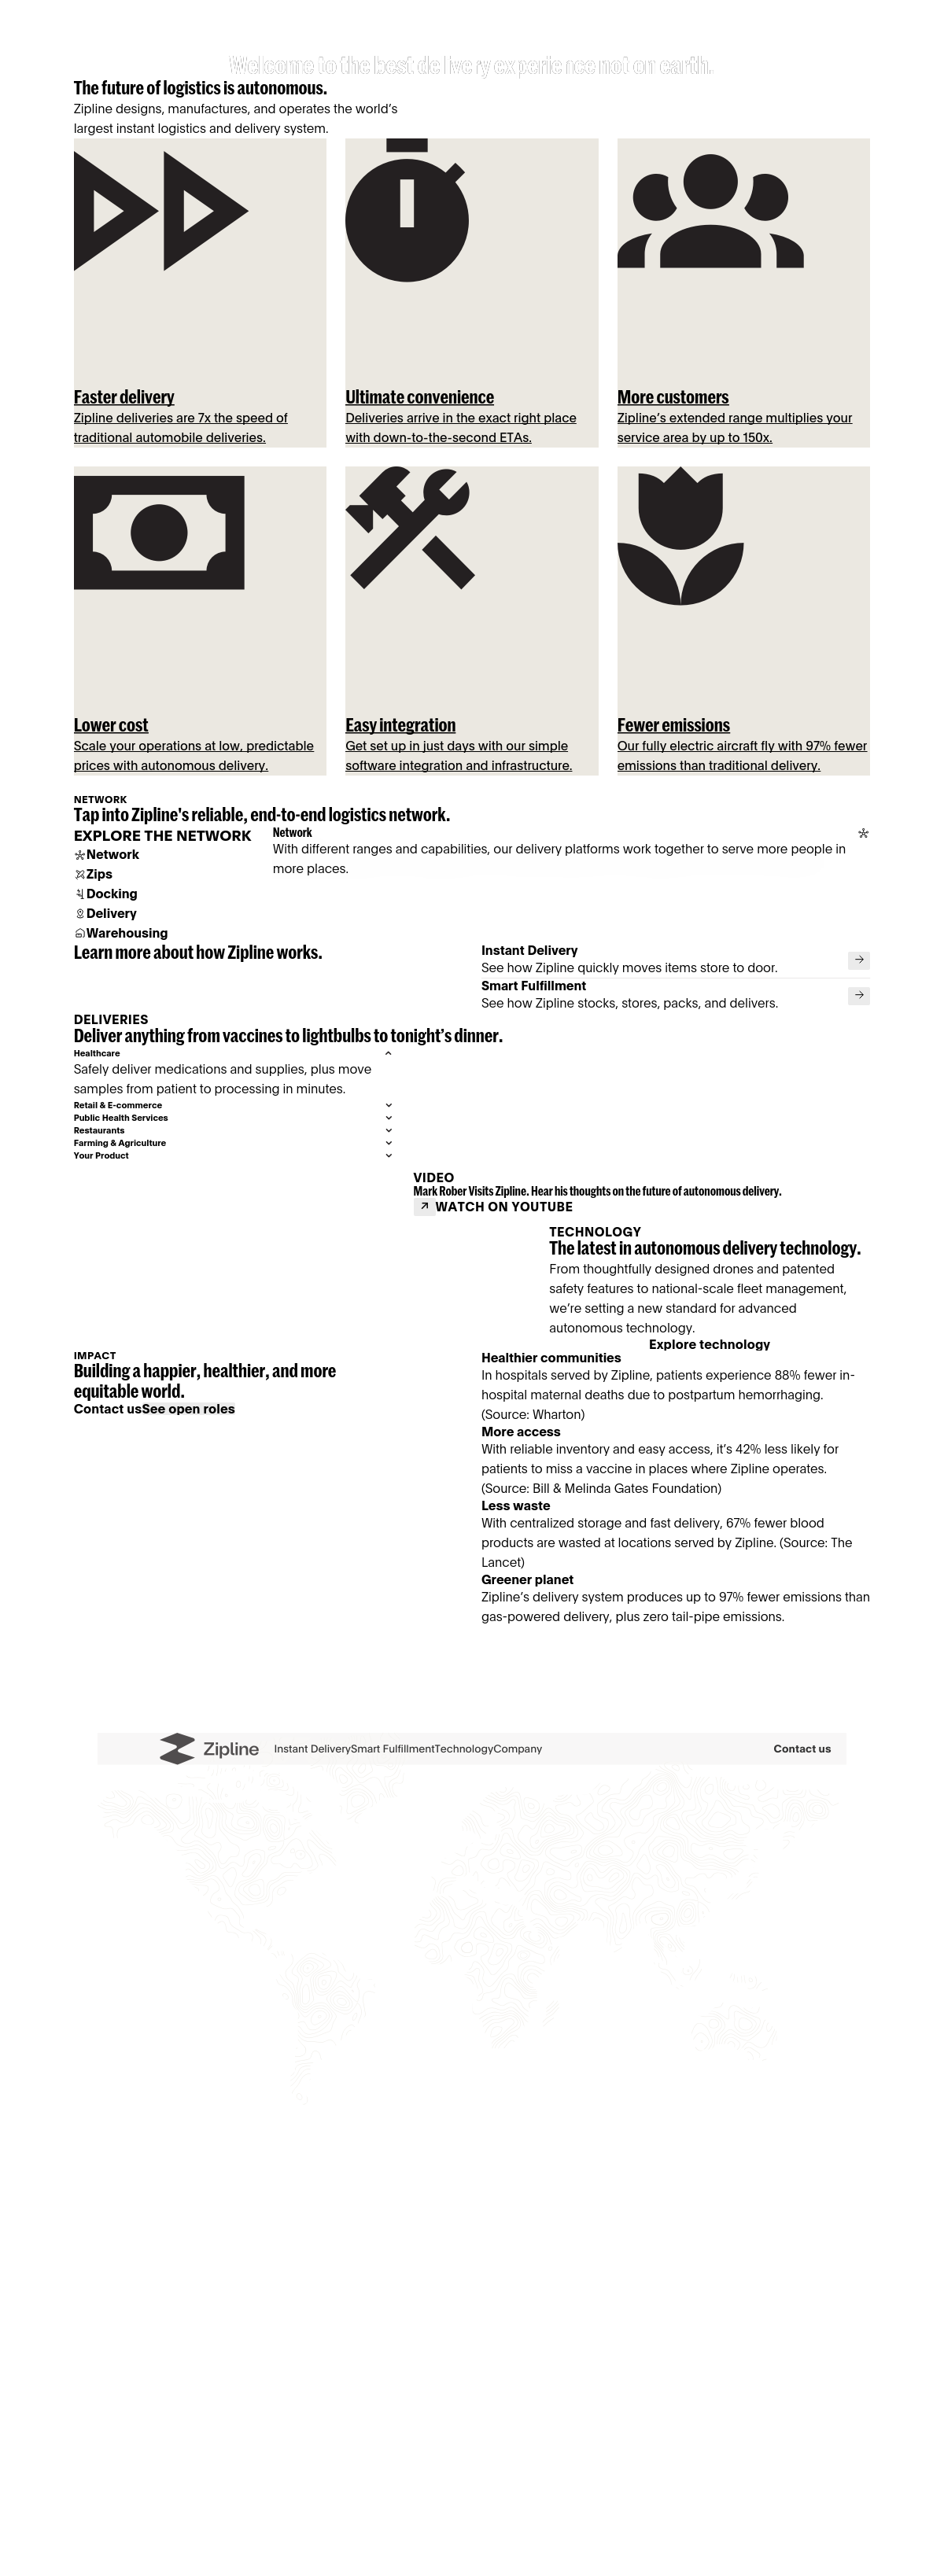 Welcome to the best delivery experience not on earth.
The future of logistics is autonomous.
Zipline designs, manufactures, and operates the world’s
largest instant logistics and delivery system.
Faster delivery
Zipline deliveries are 7x the speed of
traditional automobile deliveries.
Ultimate convenience
Deliveries arrive in the exact right place
with down-to-the-second ETAs.
More customers
Zipline’s extended range multiplies your
service area by up to 150x.
Lower cost
Scale your operations at low, predictable
prices with autonomous delivery.
Easy integration
Get set up in just days with our simple
software integration and infrastructure.
Fewer emissions
Our fully electric aircraft fly with 97% fewer
emissions than traditional delivery.
NETWORK
Tap into Zipline's reliable, end-to-end logistics network.
EXPLORE THE NETWORK
Network
Zips
Docking
Delivery
Warehousing
Network
With different ranges and capabilities, our delivery platforms work together to serve more people in
more places.
Learn more about how Zipline works.
Instant Delivery
See how Zipline quickly moves items store to door.
Smart Fulfillment
See how Zipline stocks, stores, packs, and delivers.
DELIVERIES
Deliver anything from vaccines to lightbulbs to tonight’s dinner.
Healthcare
Safely deliver medications and supplies, plus move
samples from patient to processing in minutes.
Retail & E-commerce
Public Health Services
Restaurants
Farming & Agriculture
Your Product
VIDEO
Mark Rober Visits Zipline. Hear his thoughts on the future of autonomous delivery.
WATCH ON YOUTUBE
TECHNOLOGY
The latest in autonomous delivery technology.
From thoughtfully designed drones and patented
safety features to national-scale fleet management,
we’re setting a new standard for advanced
autonomous technology.
Explore technology
IMPACT
Building a happier, healthier, and more
equitable world.
Contact usSee open roles
Healthier communities
In hospitals served by Zipline, patients experience 88% fewer in-
hospital maternal deaths due to postpartum hemorrhaging.
(Source: Wharton)
More access
With reliable inventory and easy access, it’s 42% less likely for
patients to miss a vaccine in places where Zipline operates.
(Source: Bill & Melinda Gates Foundation)
Less waste
With centralized storage and fast delivery, 67% fewer blood
products are wasted at locations served by Zipline. (Source: The
Lancet)
Greener planet
Zipline’s delivery system produces up to 97% fewer emissions than
gas-powered delivery, plus zero tail-pipe emissions.
Zipline
Instant DeliverySmart FulfillmentTechnologyCompany
Contact us